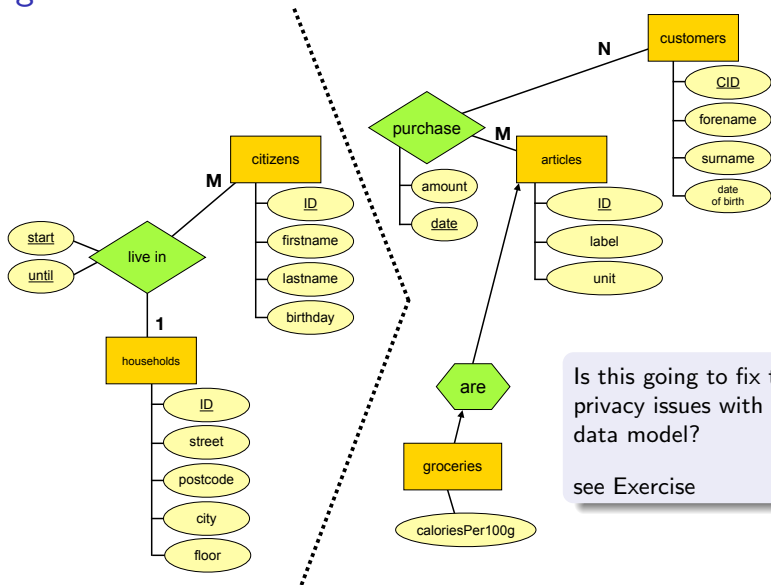 g
citizens
M
ID
firstname
lastname
birthday
start
until
live in
1
households
ID
street
postcode
city
floor
customers
N
CID
forename
surname
date
of birth
purchase
M
articles
amount
date
ID
label
unit
are
groceries
caloriesPer100g
Is this going to fix
privacy issues with
data model?
see Exercise